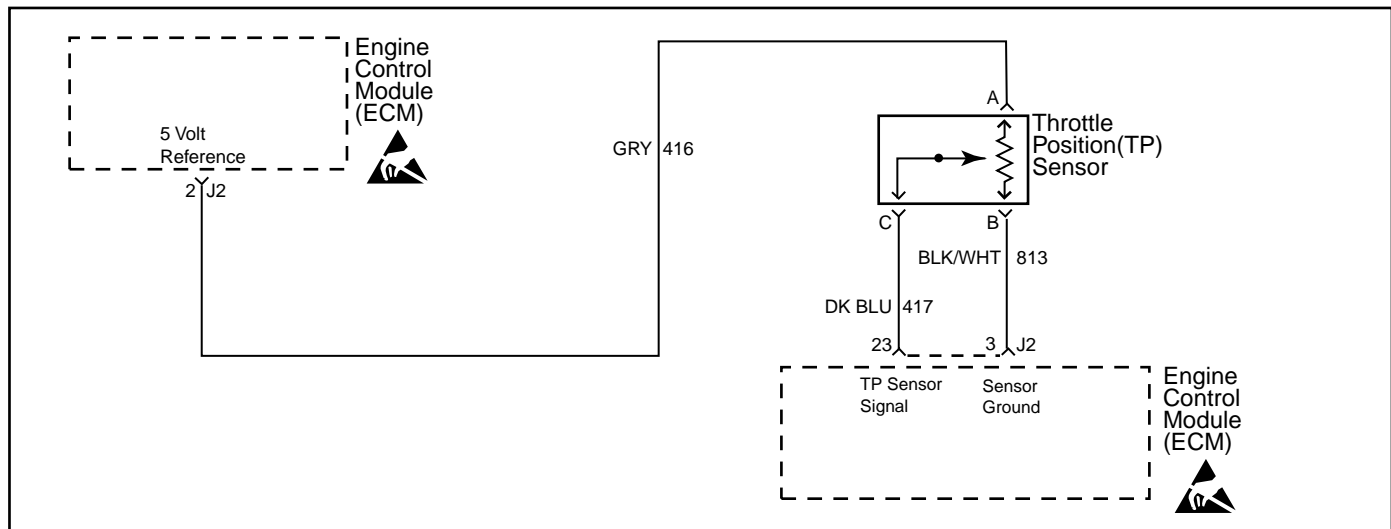 Engine
Control
Module
(ECM)
5 Volt
Reference
2 J2
GRY 416
A
Throttle
Position(TP)
Sensor
C
B
BLK/WHT 813
DK BLU 417
23
3 J2
TP Sensor
Signal
Sensor
Ground
Engine
Control
Module
(ECM)